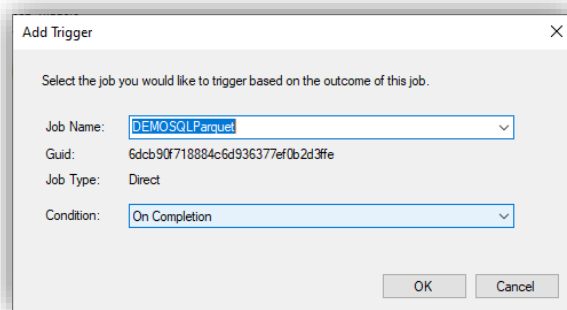 Add Trigger
Select the job you would like to trigger based on the outcome of this job.
Job Name: DEMOSQLParquet
Guid: 6dcb90f718884c6d936377ef0b2d3ffe
Job Type: Direct
Condition: On Completion
OK Cancel